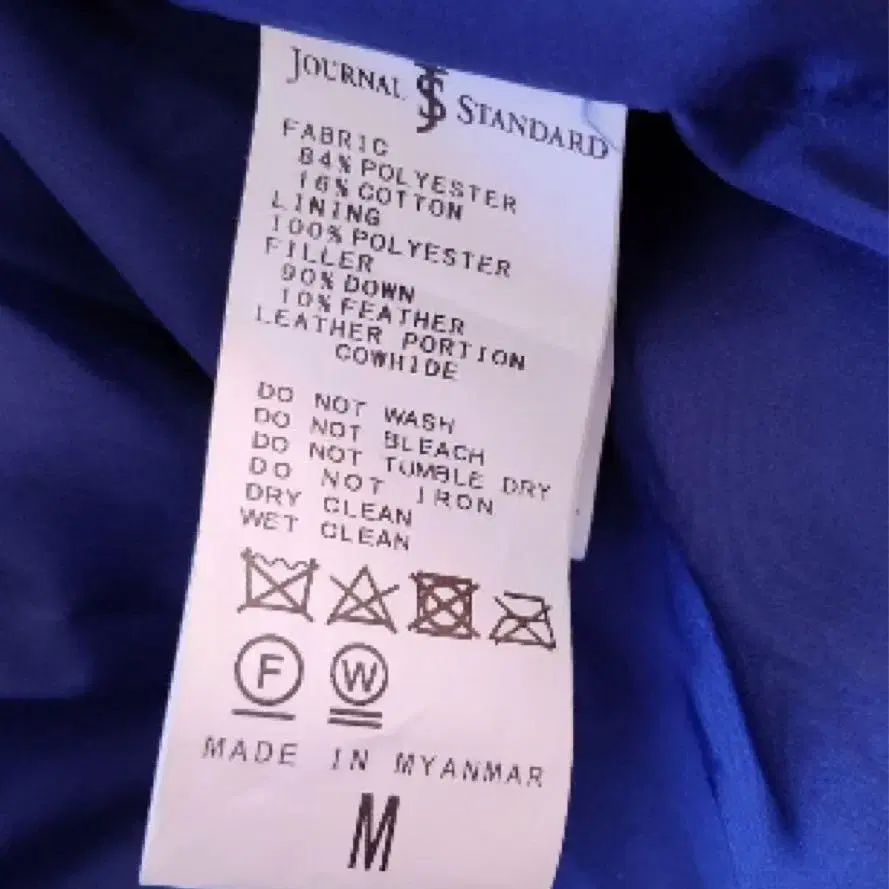 JOURNAL JS STANDARD
FABRIC
84% POLYESTER
16% COTTON
LINING
100% POLYESTER
FILLER
90% DOWN
10% FEATHER
LEATHER PORTION
COWHIDE
DO NOT WASH
DO NOT BLEACH
DO NOT TUMBLE DRY
DO NOT IRON
DRY CLEAN
WET CLEAN
F W
MADE IN MYANMAR
M